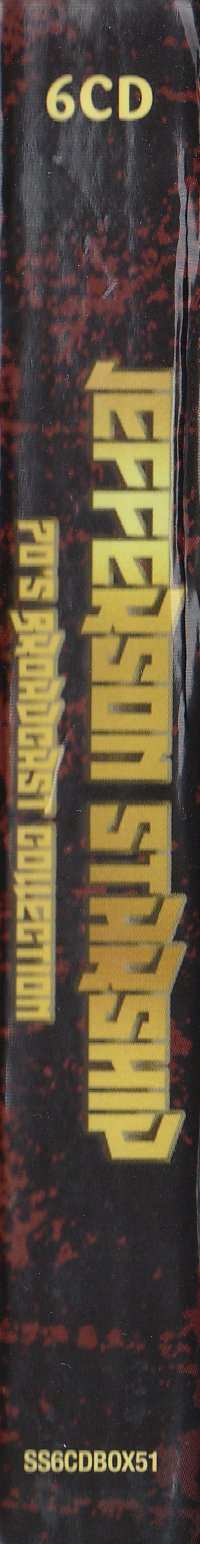 6CD
JEFFERSON STARSHIP
70'S BROADCAST COLLECTION
SS6CDBOX51